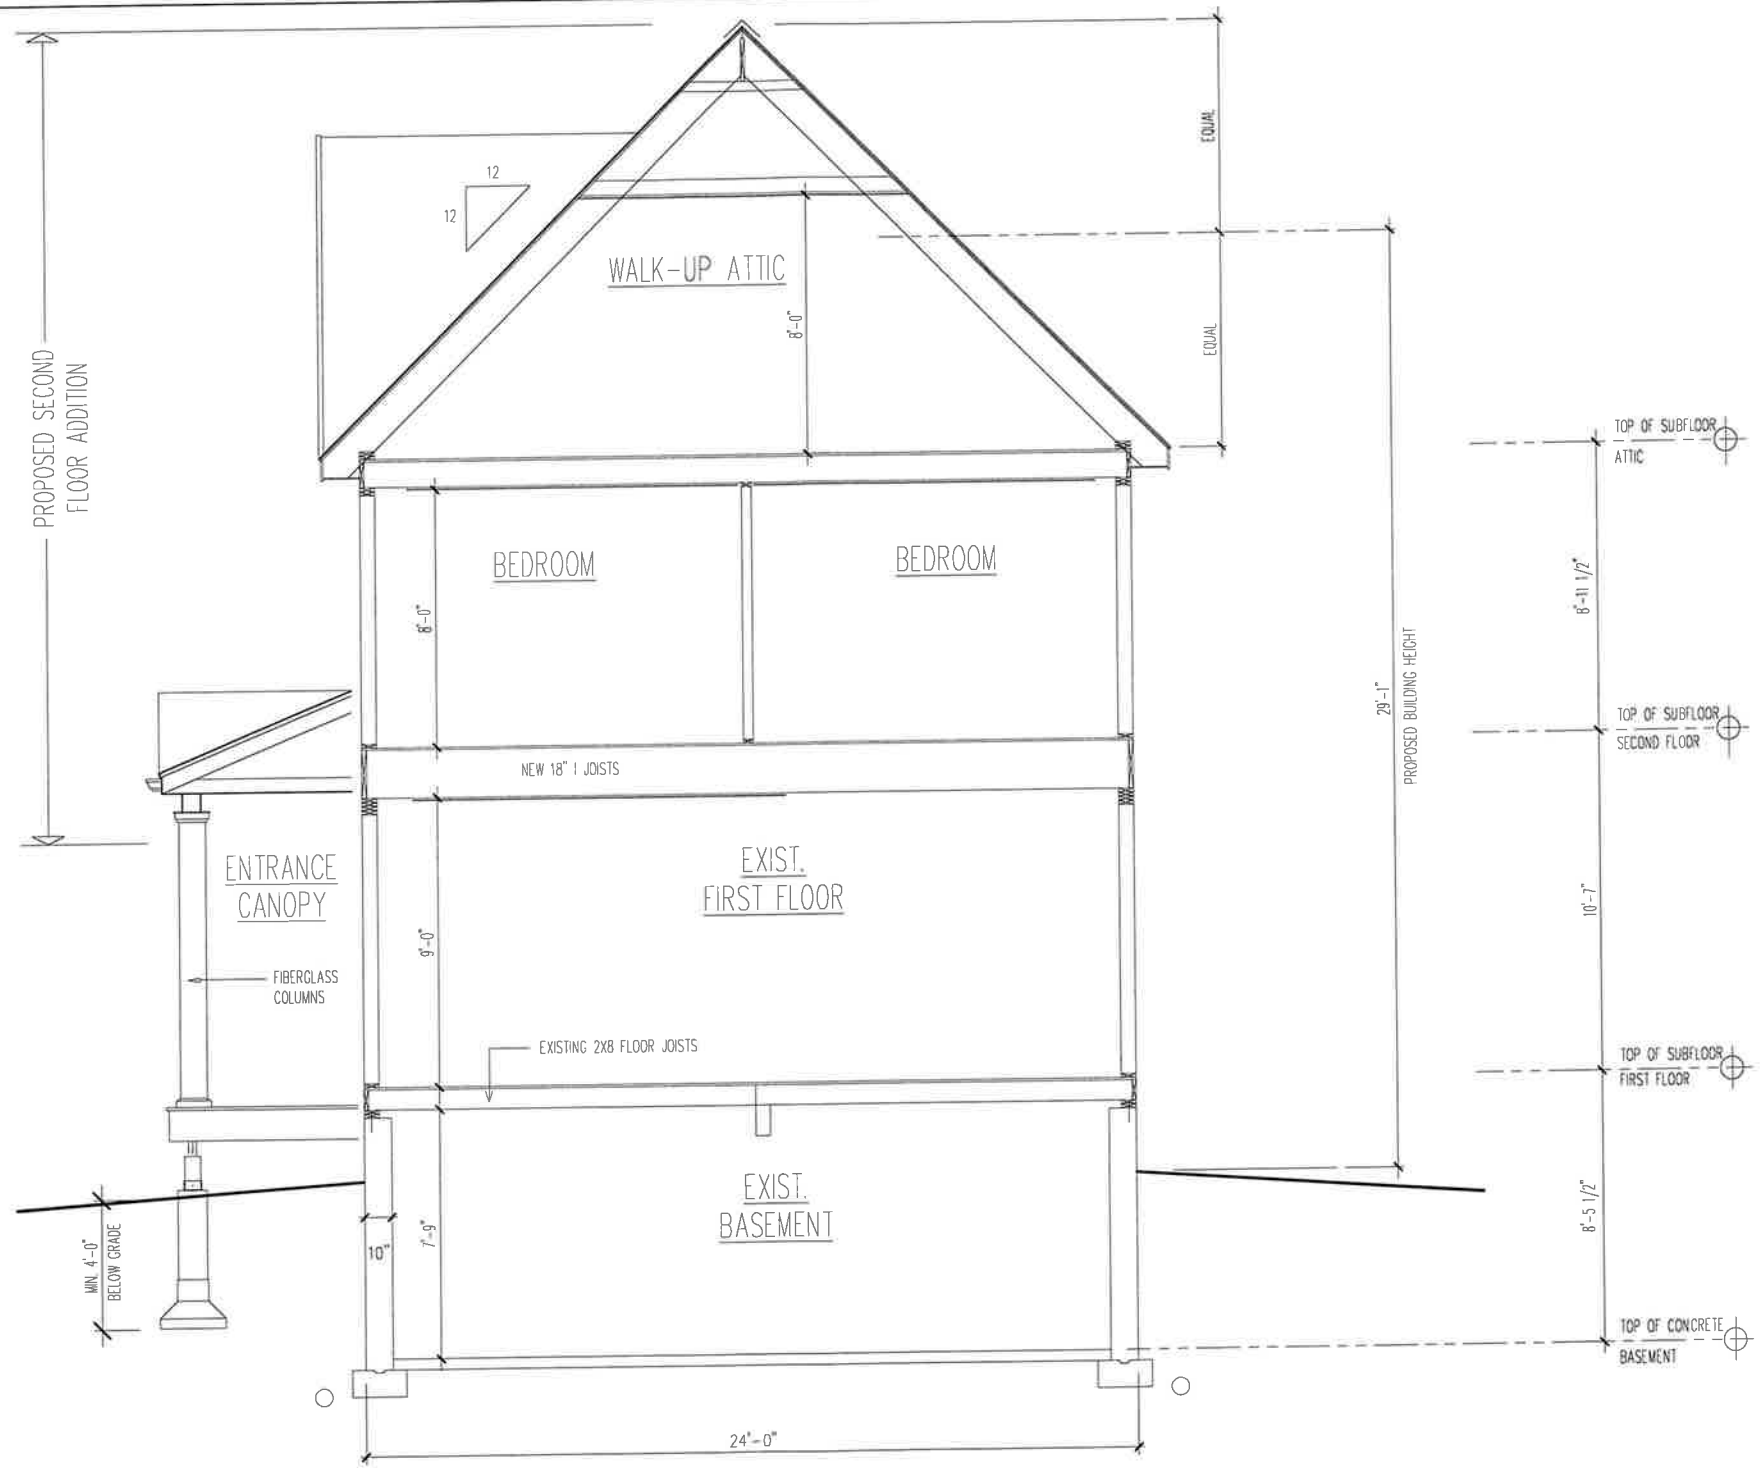 EQUAL
12
12
WALK-UP ATTIC
8'-0"
EQUAL
PROPOSED SECOND
FLOOR ADDITION
TOP OF SUBFLOOR
ATTIC
BEDROOM
BEDROOM
8'-0"
8'-11 1/2"
29'-1"
PROPOSED BUILDING HEIGHT
TOP OF SUBFLOOR
SECOND FLOOR
NEW 18" I JOISTS
ENTRANCE
CANOPY
EXIST.
FIRST FLOOR
9'-0"
10'-7"
FIBERGLASS
COLUMNS
EXISTING 2X8 FLOOR JOISTS
TOP OF SUBFLOOR
FIRST FLOOR
EXIST.
BASEMENT
MIN. 4'-0"
BELOW GRADE
10"
7'-9"
8'-5 1/2"
TOP OF CONCRETE
BASEMENT
24'-0"